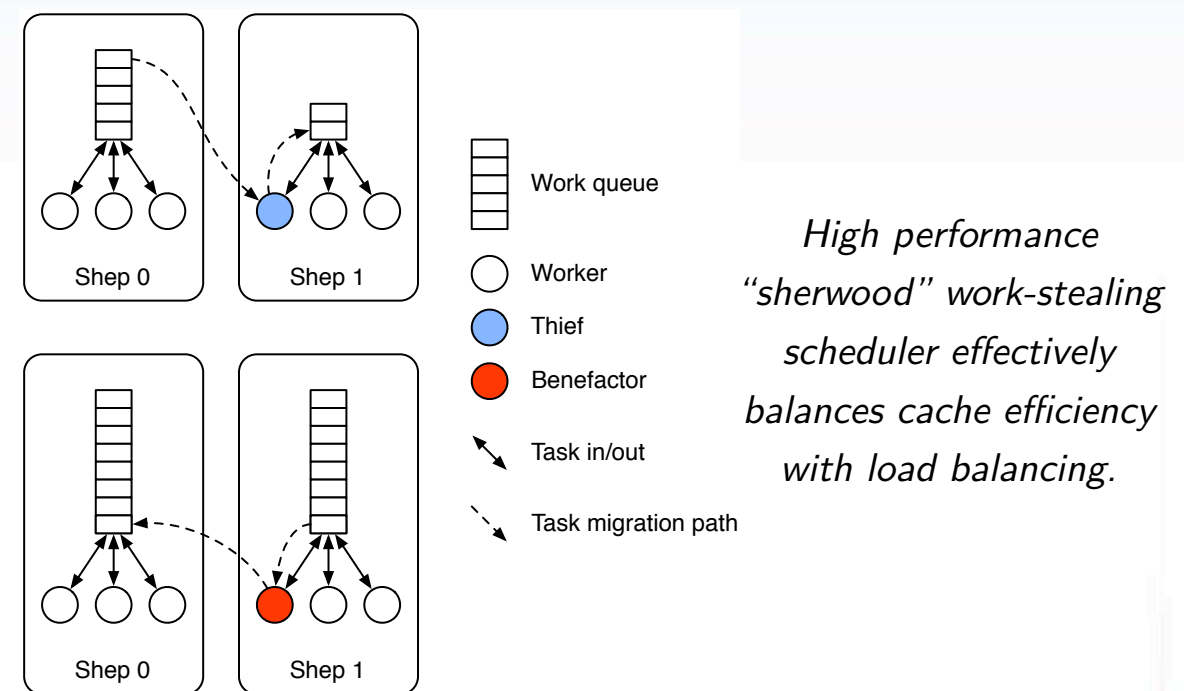 Shep 0
Shep 1
Work queue
Worker
Thief
Benefactor
Task in/out
Task migration path
Shep 0
Shep 1
High performance
“sherwood” work-stealing
scheduler effectively
balances cache efficiency
with load balancing.